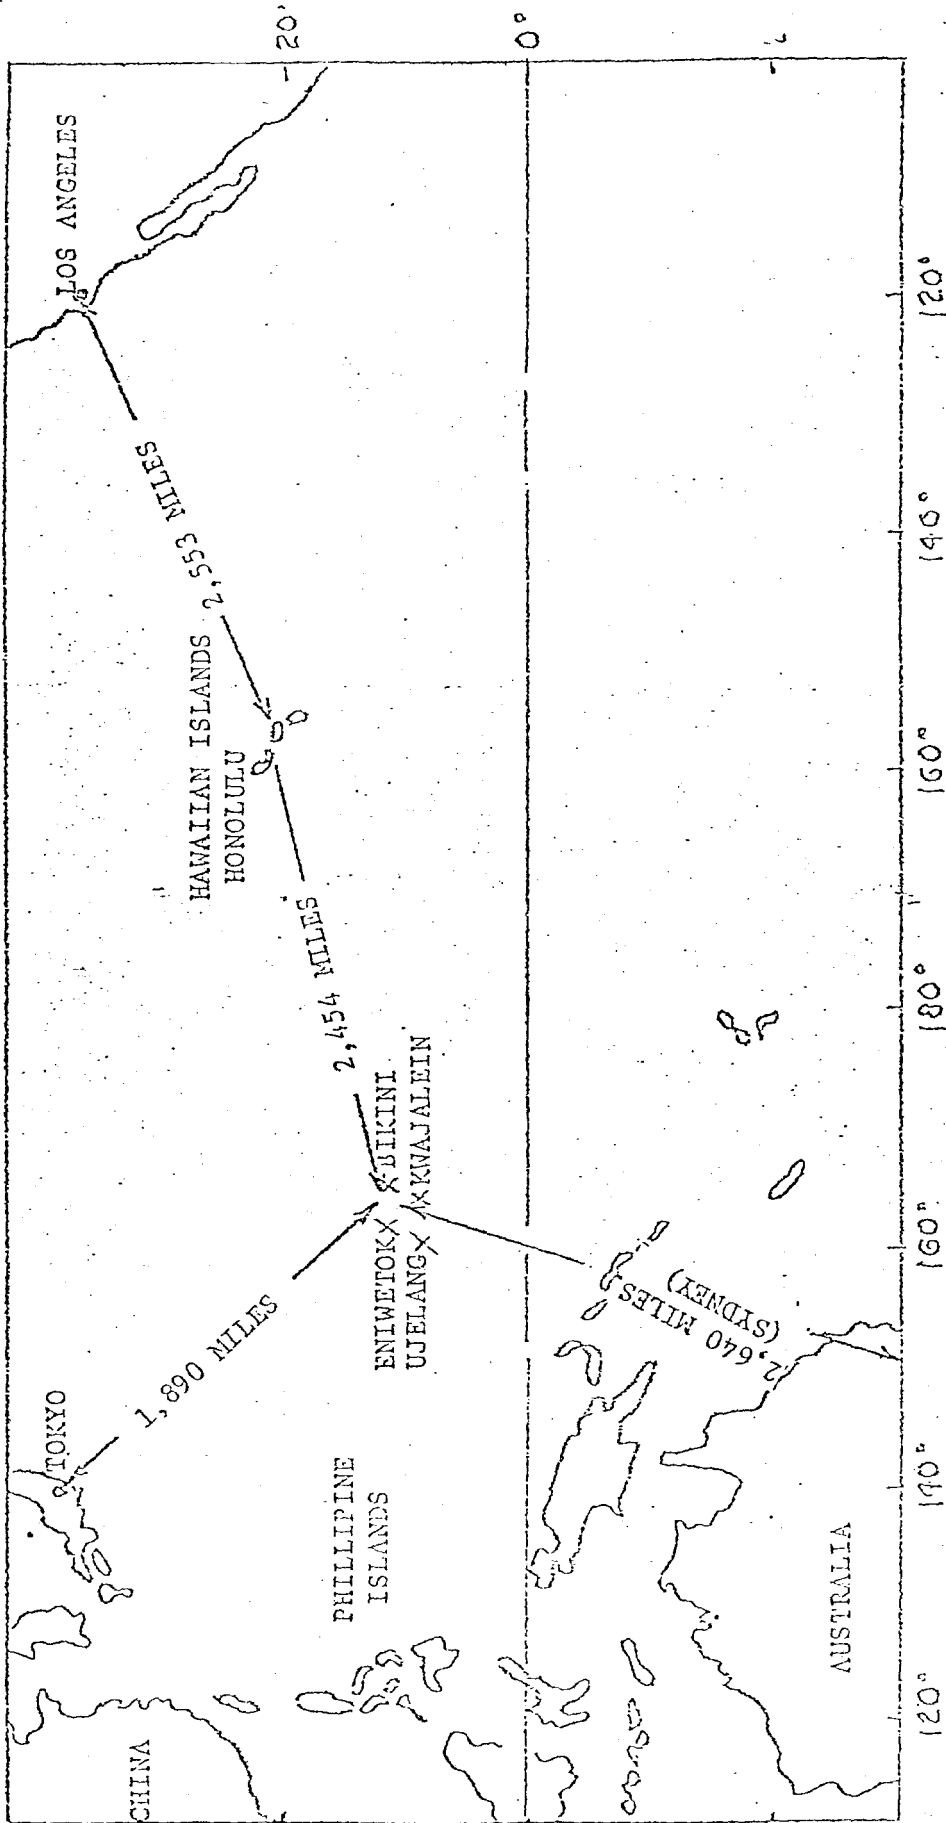 LOS ANGELES
2,553 MILES
HAWAIIAN ISLANDS
HONOLULU
2,454 MILES
BIKINI
KWAJALEIN
ENIWETOK
UJELANG
1,890 MILES
TOKYO
2,640 MILES
(SYDNEY)
PHILLIPINE
ISLANDS
CHINA
AUSTRALIA
20°
0°
120°
140°
160°
180°
160°
140°
120°